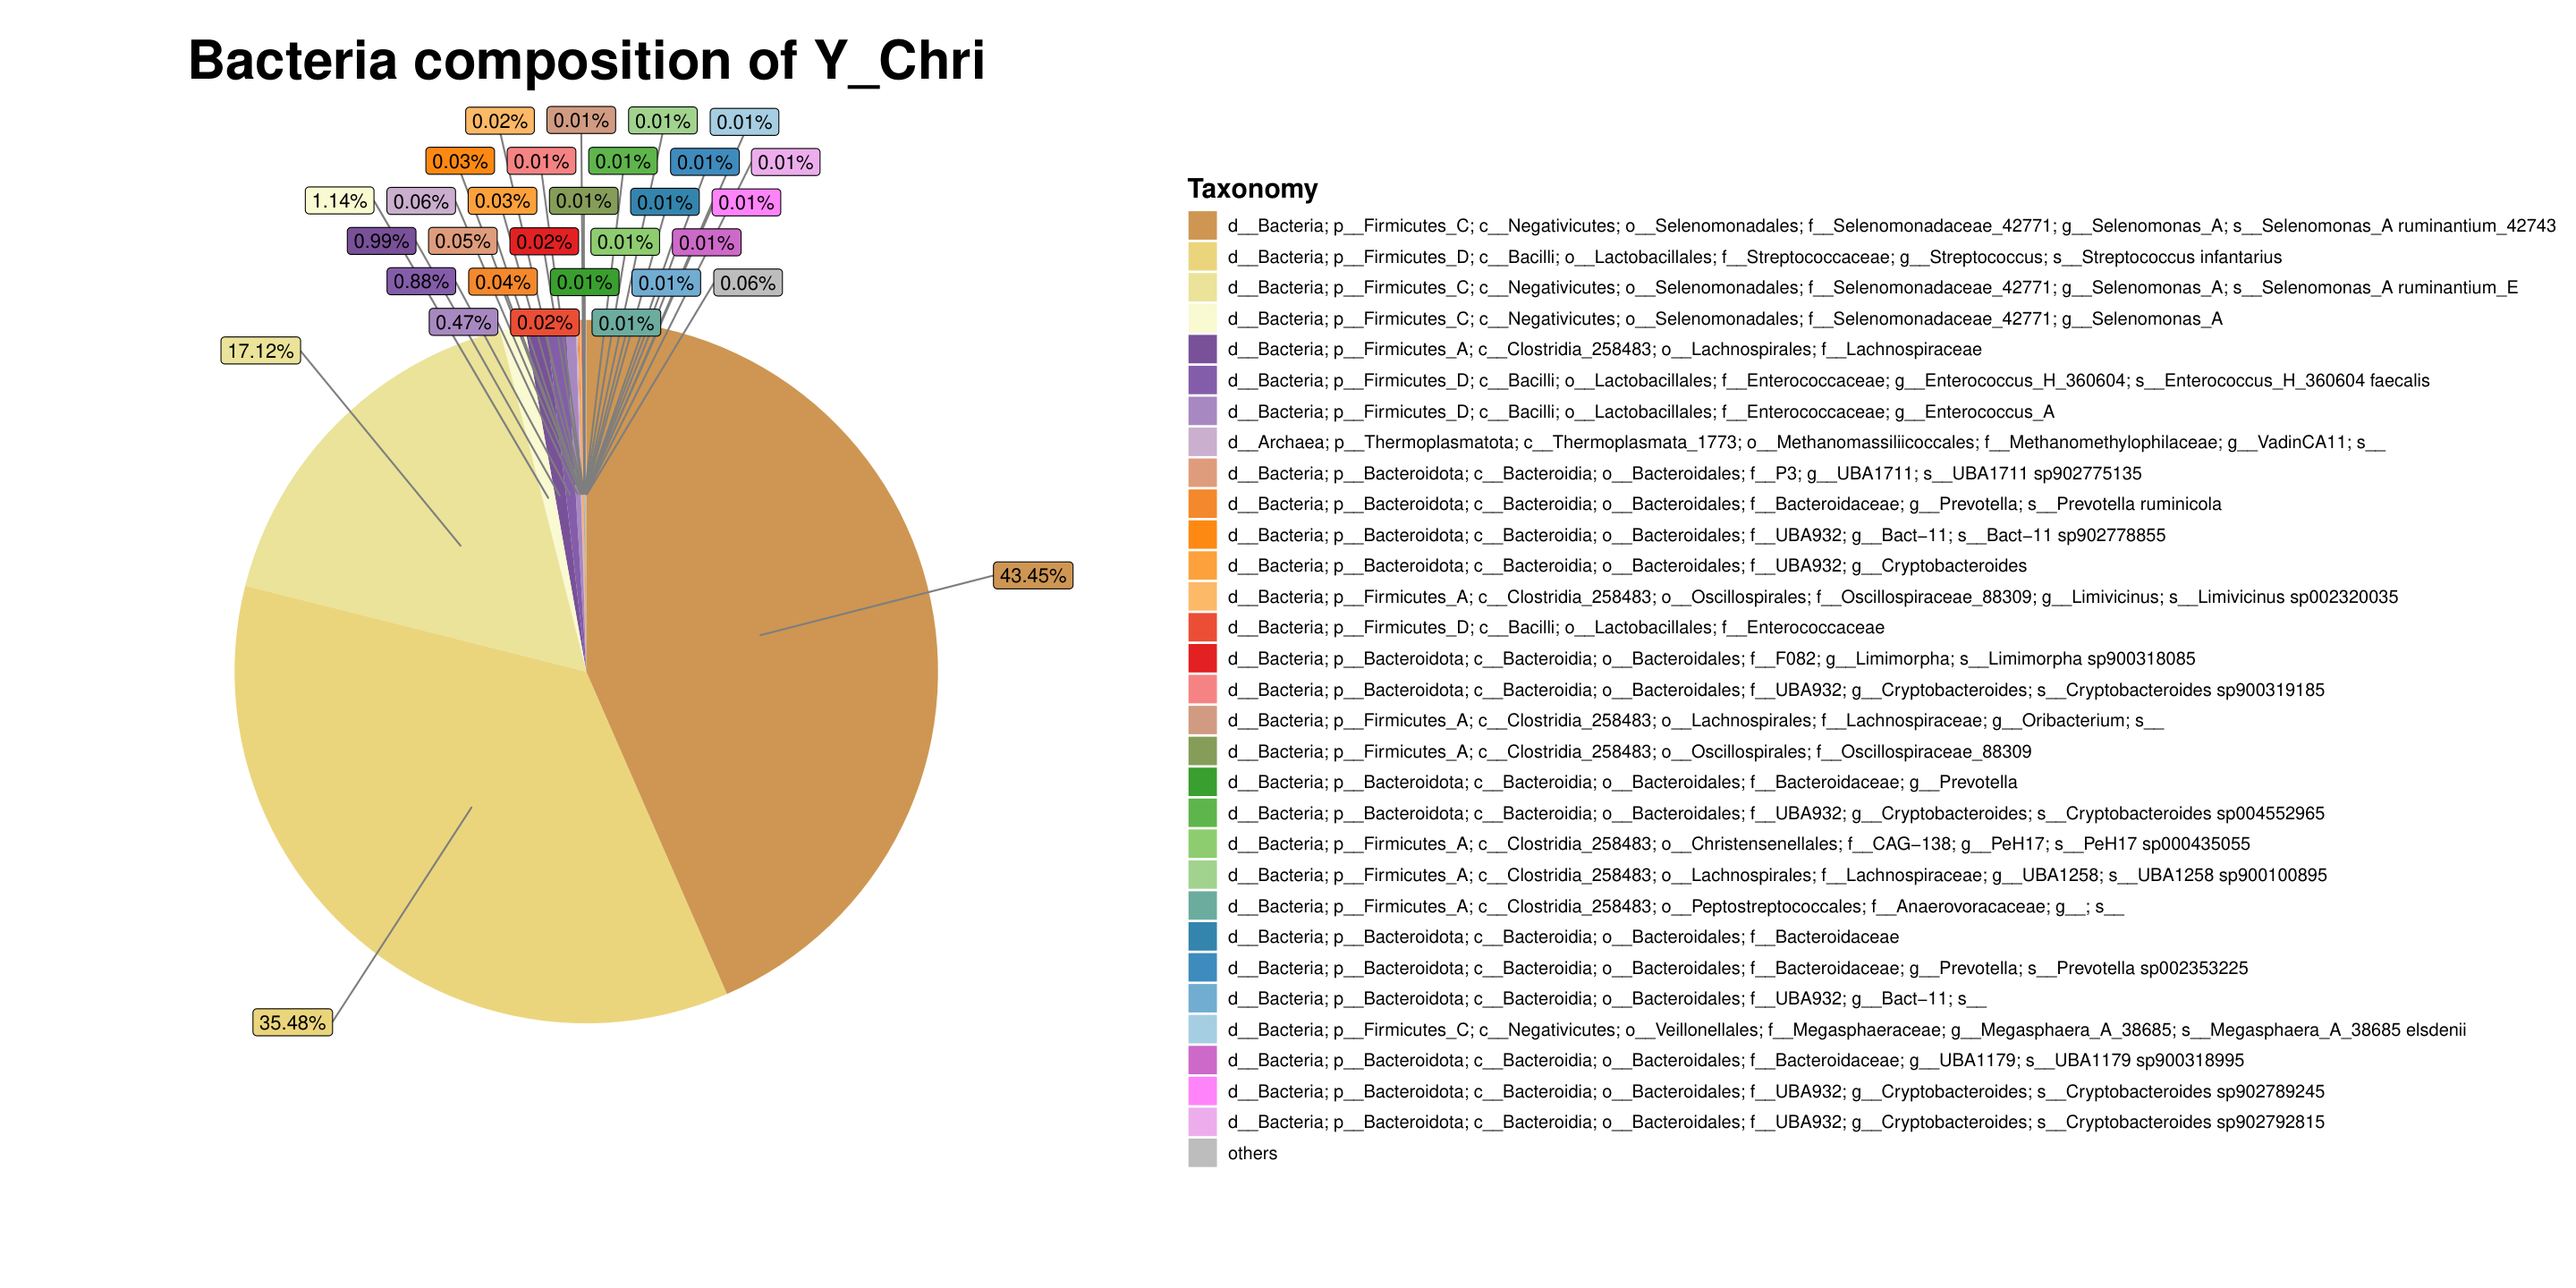 Bacteria composition of Y_Chri
0.02% 0.01% 0.01% 0.01%
0.03% 0.01% 0.01% 0.01% 0.01%
1.14% 0.06% 0.03% 0.01% 0.01% 0.01%
0.99% 0.05% 0.02% 0.01% 0.01%
0.88% 0.04% 0.01% 0.01% 0.06%
0.47% 0.02% 0.01%
17.12%
43.45%
35.48%
Taxonomy
d__Bacteria; p__Firmicutes_C; c__Negativicutes; o__Selenomonadales; f__Selenomonadaceae_42771; g__Selenomonas_A; s__Selenomonas_A ruminantium_42743
d__Bacteria; p__Firmicutes_D; c__Bacilli; o__Lactobacillales; f__Streptococcaceae; g__Streptococcus; s__Streptococcus infantarius
d__Bacteria; p__Firmicutes_C; c__Negativicutes; o__Selenomonadales; f__Selenomonadaceae_42771; g__Selenomonas_A; s__Selenomonas_A ruminantium_E
d__Bacteria; p__Firmicutes_C; c__Negativicutes; o__Selenomonadales; f__Selenomonadaceae_42771; g__Selenomonas_A
d__Bacteria; p__Firmicutes_A; c__Clostridia_258483; o__Lachnospirales; f__Lachnospiraceae
d__Bacteria; p__Firmicutes_D; c__Bacilli; o__Lactobacillales; f__Enterococcaceae; g__Enterococcus_H_360604; s__Enterococcus_H_360604 faecalis
d__Bacteria; p__Firmicutes_D; c__Bacilli; o__Lactobacillales; f__Enterococcaceae; g__Enterococcus_A
d__Archaea; p__Thermoplasmatota; c__Thermoplasmata_1773; o__Methanomassiliicoccales; f__Methanomethylophilaceae; g__VadinCA11; s__
d__Bacteria; p__Bacteroidota; c__Bacteroidia; o__Bacteroidales; f__P3; g__UBA1711; s__UBA1711 sp902775135
d__Bacteria; p__Bacteroidota; c__Bacteroidia; o__Bacteroidales; f__Bacteroidaceae; g__Prevotella; s__Prevotella ruminicola
d__Bacteria; p__Bacteroidota; c__Bacteroidia; o__Bacteroidales; f__UBA932; g__Bact−11; s__Bact−11 sp902778855
d__Bacteria; p__Bacteroidota; c__Bacteroidia; o__Bacteroidales; f__UBA932; g__Cryptobacteroides
d__Bacteria; p__Firmicutes_A; c__Clostridia_258483; o__Oscillospirales; f__Oscillospiraceae_88309; g__Limivicinus; s__Limivicinus sp002320035
d__Bacteria; p__Firmicutes_D; c__Bacilli; o__Lactobacillales; f__Enterococcaceae
d__Bacteria; p__Bacteroidota; c__Bacteroidia; o__Bacteroidales; f__F082; g__Limimorpha; s__Limimorpha sp900318085
d__Bacteria; p__Bacteroidota; c__Bacteroidia; o__Bacteroidales; f__UBA932; g__Cryptobacteroides; s__Cryptobacteroides sp900319185
d__Bacteria; p__Firmicutes_A; c__Clostridia_258483; o__Lachnospirales; f__Lachnospiraceae; g__Oribacterium; s__
d__Bacteria; p__Firmicutes_A; c__Clostridia_258483; o__Oscillospirales; f__Oscillospiraceae_88309
d__Bacteria; p__Bacteroidota; c__Bacteroidia; o__Bacteroidales; f__Bacteroidaceae; g__Prevotella
d__Bacteria; p__Bacteroidota; c__Bacteroidia; o__Bacteroidales; f__UBA932; g__Cryptobacteroides; s__Cryptobacteroides sp004552965
d__Bacteria; p__Firmicutes_A; c__Clostridia_258483; o__Christensenellales; f__CAG−138; g__PeH17; s__PeH17 sp000435055
d__Bacteria; p__Firmicutes_A; c__Clostridia_258483; o__Lachnospirales; f__Lachnospiraceae; g__UBA1258; s__UBA1258 sp900100895
d__Bacteria; p__Firmicutes_A; c__Clostridia_258483; o__Peptostreptococcales; f__Anaerovoracaceae; g__; s__
d__Bacteria; p__Bacteroidota; c__Bacteroidia; o__Bacteroidales; f__Bacteroidaceae
d__Bacteria; p__Bacteroidota; c__Bacteroidia; o__Bacteroidales; f__Bacteroidaceae; g__Prevotella; s__Prevotella sp002353225
d__Bacteria; p__Bacteroidota; c__Bacteroidia; o__Bacteroidales; f__UBA932; g__Bact−11; s__
d__Bacteria; p__Firmicutes_C; c__Negativicutes; o__Veillonellales; f__Megasphaeraceae; g__Megasphaera_A_38685; s__Megasphaera_A_38685 elsdenii
d__Bacteria; p__Bacteroidota; c__Bacteroidia; o__Bacteroidales; f__Bacteroidaceae; g__UBA1179; s__UBA1179 sp900318995
d__Bacteria; p__Bacteroidota; c__Bacteroidia; o__Bacteroidales; f__UBA932; g__Cryptobacteroides; s__Cryptobacteroides sp902789245
d__Bacteria; p__Bacteroidota; c__Bacteroidia; o__Bacteroidales; f__UBA932; g__Cryptobacteroides; s__Cryptobacteroides sp902792815
others